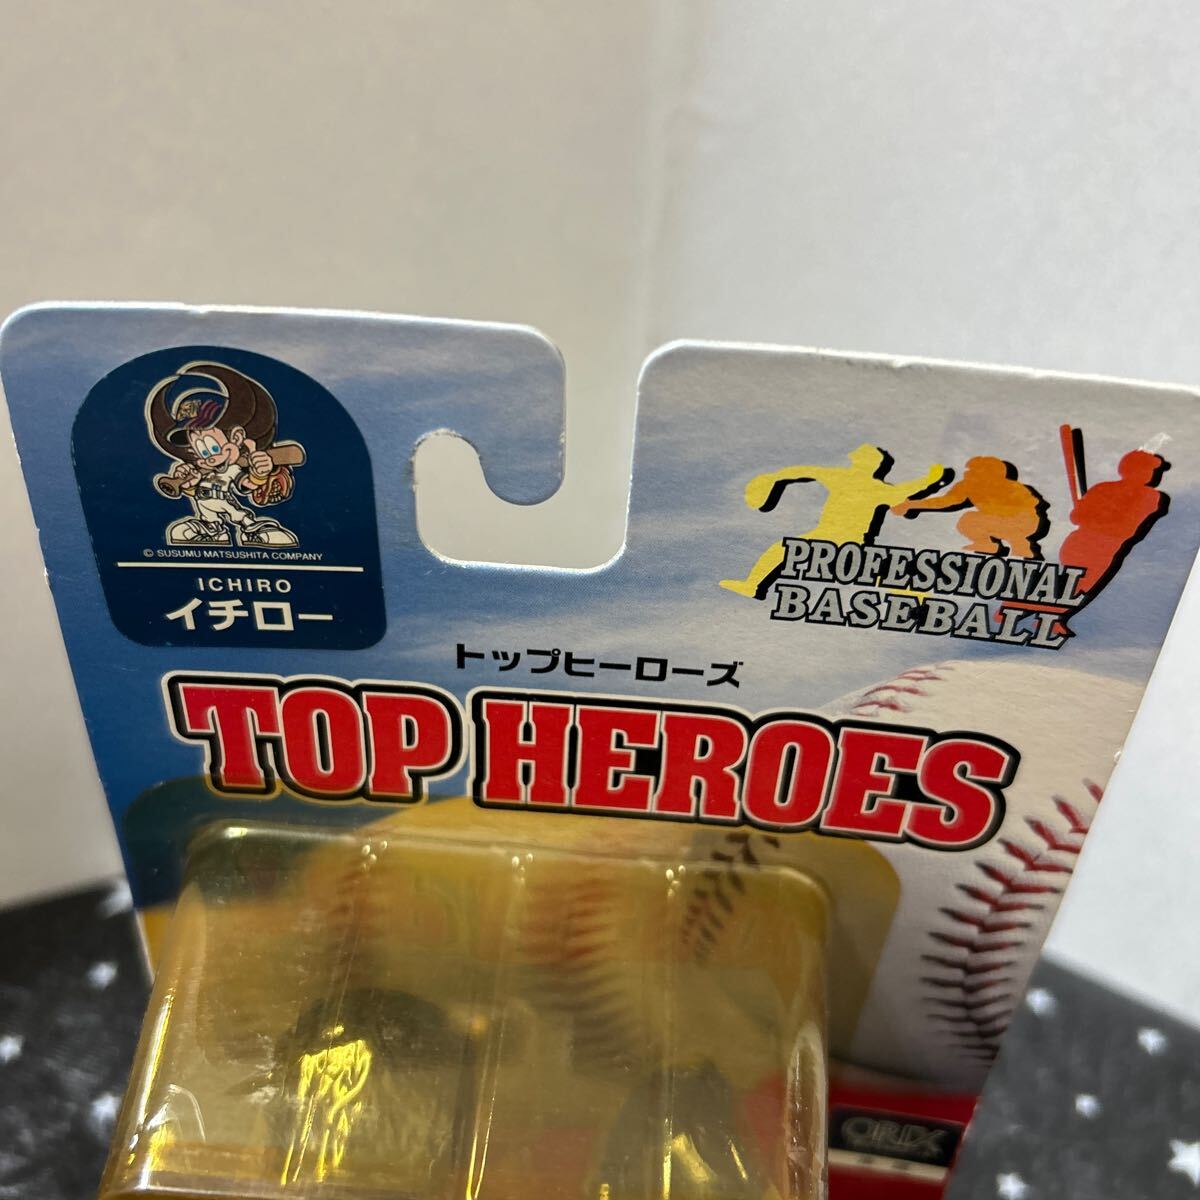 © SUSUMU MATSUSHITA COMPANY
ICHIRO
イチロー
PROFESSIONAL
BASEBALL
トップヒーローズ
TOP HEROES
ORIX